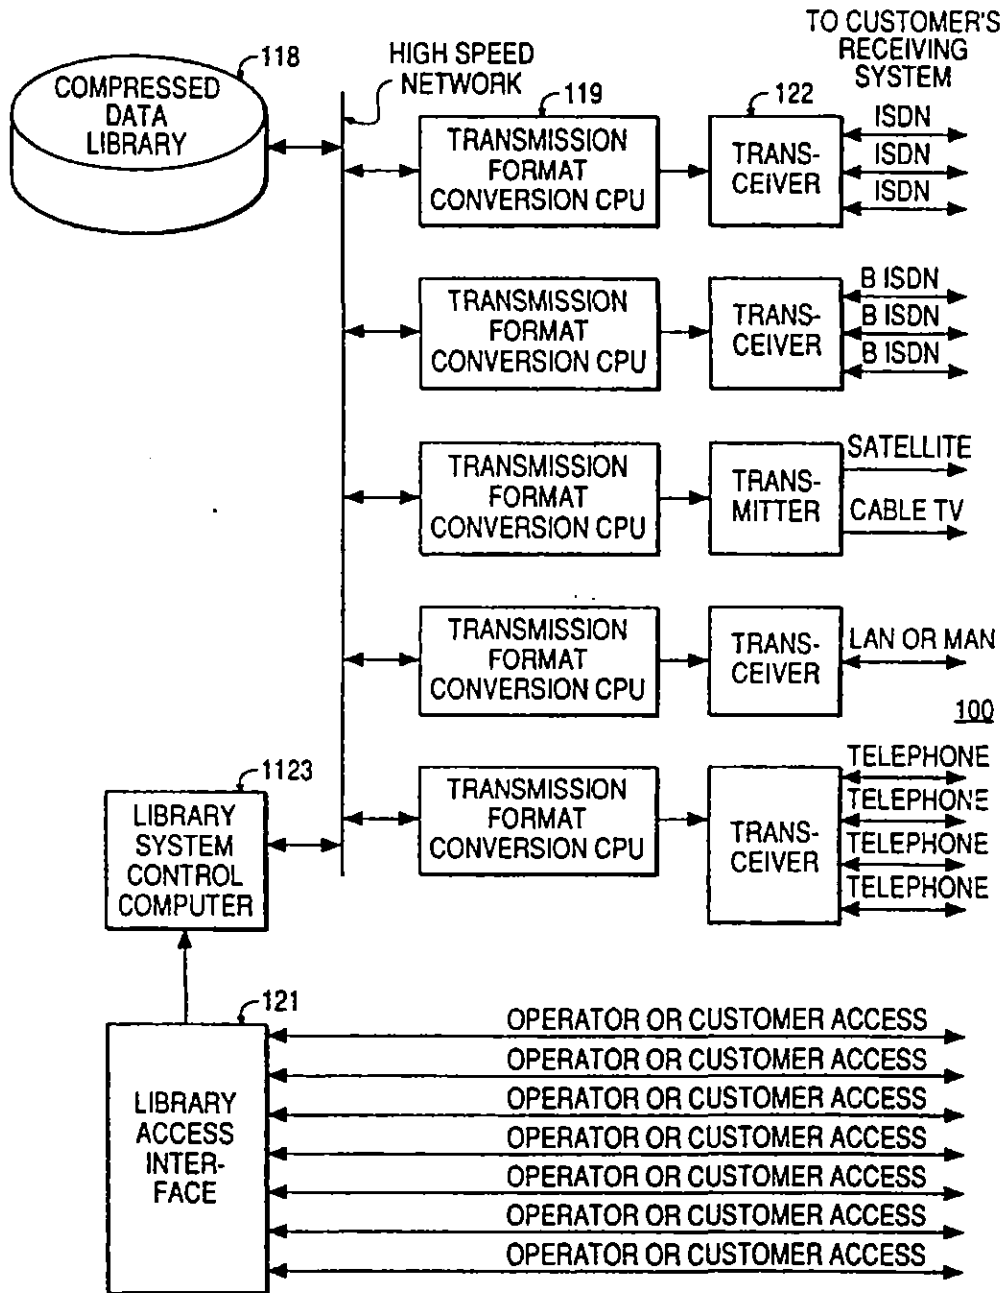 118
COMPRESSED
DATA
LIBRARY
HIGH SPEED
NETWORK
TO CUSTOMER'S
RECEIVING
SYSTEM
119
TRANSMISSION
FORMAT
CONVERSION CPU
122
TRANS-
CEIVER
ISDN
ISDN
ISDN
TRANSMISSION
FORMAT
CONVERSION CPU
TRANS-
CEIVER
B ISDN
B ISDN
B ISDN
TRANSMISSION
FORMAT
CONVERSION CPU
TRANS-
MITTER
SATELLITE
CABLE TV
TRANSMISSION
FORMAT
CONVERSION CPU
TRANS-
CEIVER
LAN OR MAN
100
1123
LIBRARY
SYSTEM
CONTROL
COMPUTER
TRANSMISSION
FORMAT
CONVERSION CPU
TRANS-
CEIVER
TELEPHONE
TELEPHONE
TELEPHONE
TELEPHONE
121
LIBRARY
ACCESS
INTER-
FACE
OPERATOR OR CUSTOMER ACCESS
OPERATOR OR CUSTOMER ACCESS
OPERATOR OR CUSTOMER ACCESS
OPERATOR OR CUSTOMER ACCESS
OPERATOR OR CUSTOMER ACCESS
OPERATOR OR CUSTOMER ACCESS
OPERATOR OR CUSTOMER ACCESS